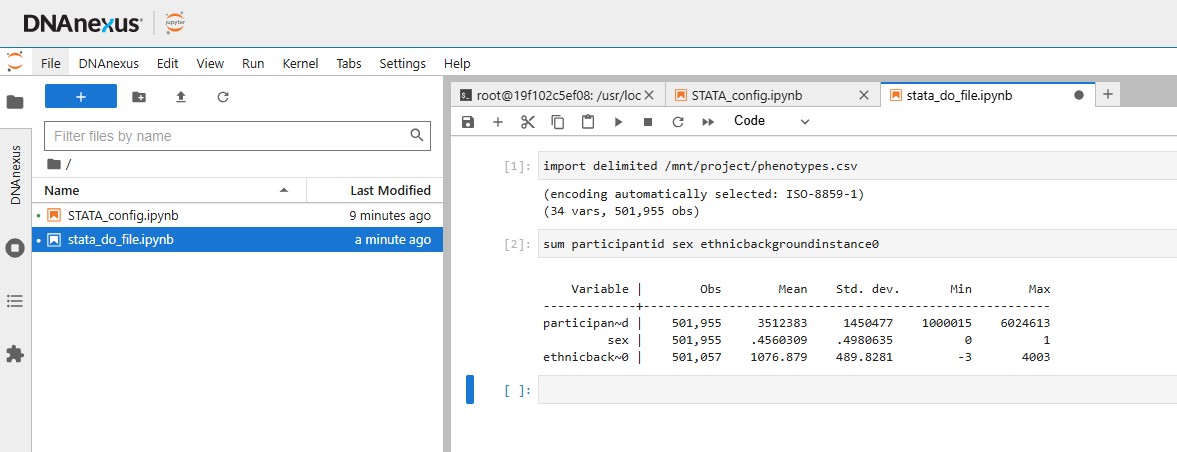 DNAnexus jupyter
File DNAnexus Edit View Run Kernel Tabs Settings Help
+
Filter files by name
/
Name Last Modified
STATA_config.ipynb 9 minutes ago
stata_do_file.ipynb a minute ago
DNAnexus
root@19f102c5ef08: /usr/loc STATA_config.ipynb stata_do_file.ipynb
Code
[1]: import delimited /mnt/project/phenotypes.csv
(encoding automatically selected: ISO-8859-1)
(34 vars, 501,955 obs)
[2]: sum participantid sex ethnicbackgroundinstance0
Variable | Obs Mean Std. dev. Min Max
-------------+---------------------------------------------------------
participan~d | 501,955 3512383 1450477 1000015 6024613
sex | 501,955 .4560309 .4980635 0 1
ethnicback~0 | 501,057 1076.879 489.8281 -3 4003
[ ]: